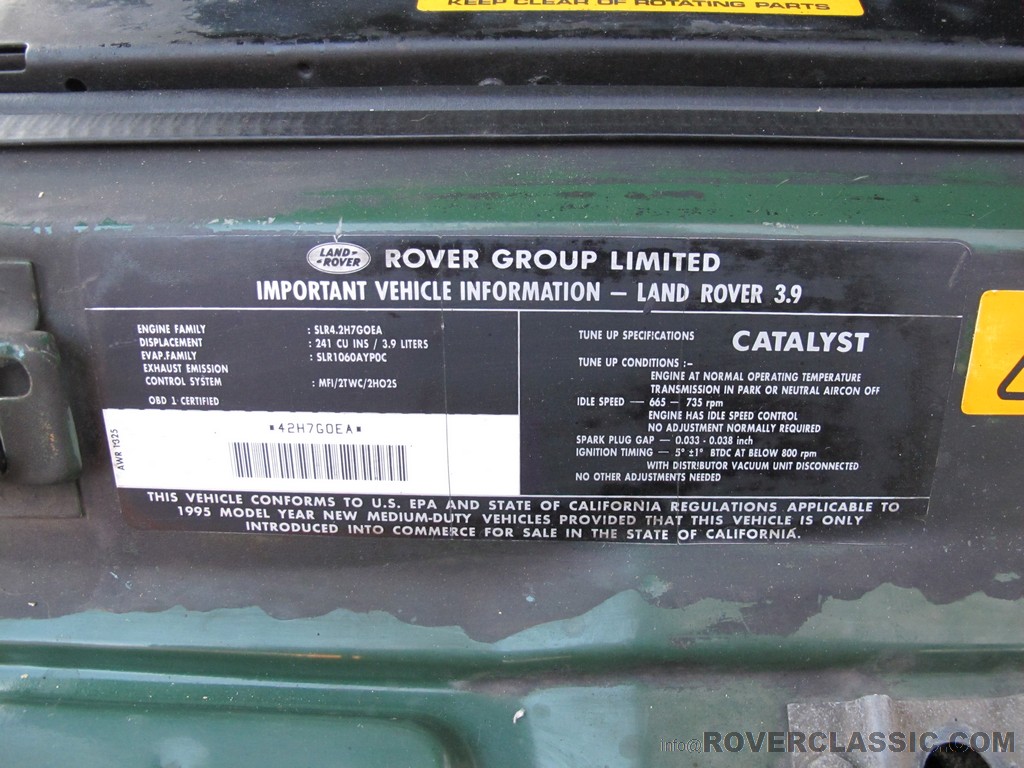 KEEP CLEAR OF ROTATING PARTS
LAND-
-ROVER
ROVER GROUP LIMITED
IMPORTANT VEHICLE INFORMATION – LAND ROVER 3.9
ENGINE FAMILY : SLR4.2H7GOEA
DISPLACEMENT : 241 CU INS / 3.9 LITERS
EVAP.FAMILY : SLR1060AYPOC
EXHAUST EMISSION
CONTROL SYSTEM : MFI/2TWC/2HO2S
OBD 1 CERTIFIED
*42H7GOEA*
AWR 1925
TUNE UP SPECIFICATIONS CATALYST
TUNE UP CONDITIONS :–
ENGINE AT NORMAL OPERATING TEMPERATURE
TRANSMISSION IN PARK OR NEUTRAL AIRCON OFF
IDLE SPEED — 665 - 735 rpm
ENGINE HAS IDLE SPEED CONTROL
NO ADJUSTMENT NORMALLY REQUIRED
SPARK PLUG GAP – 0.033 - 0.038 inch
IGNITION TIMING – 5° ±1° BTDC AT BELOW 800 rpm
WITH DISTRIBUTOR VACUUM UNIT DISCONNECTED
NO OTHER ADJUSTMENTS NEEDED
THIS VEHICLE CONFORMS TO U.S. EPA AND STATE OF CALIFORNIA REGULATIONS APPLICABLE TO
1995 MODEL YEAR NEW MEDIUM-DUTY VEHICLES PROVIDED THAT THIS VEHICLE IS ONLY
INTRODUCED INTO COMMERCE FOR SALE IN THE STATE OF CALIFORNIA.
info@ROVERCLASSIC.COM